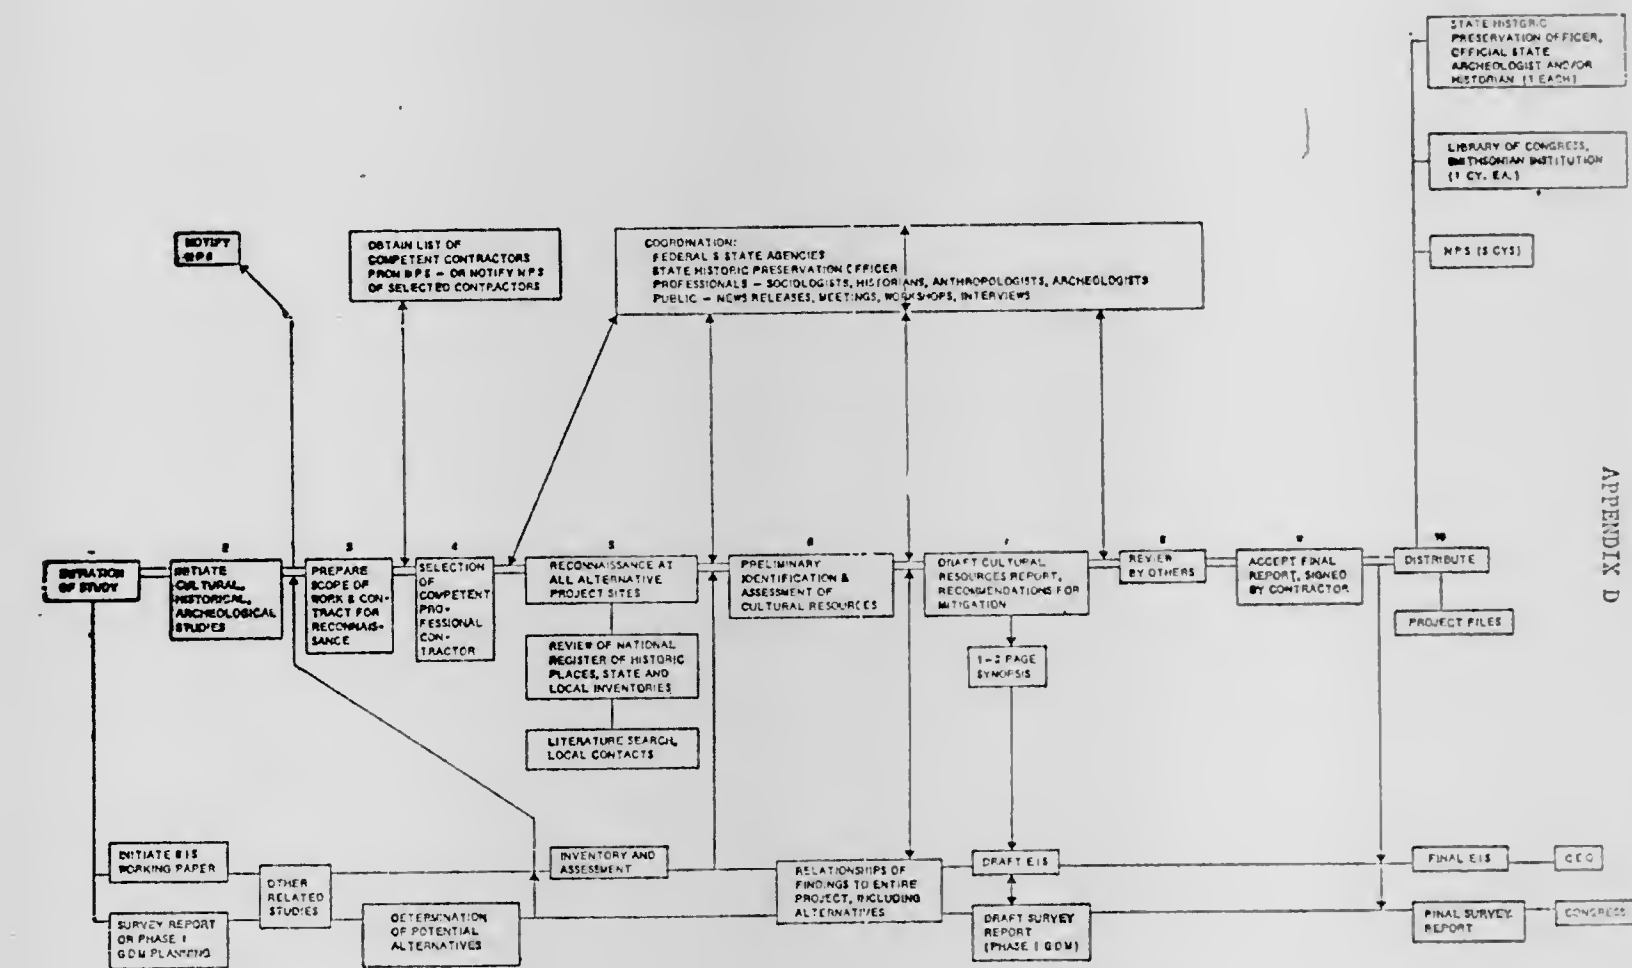 STATE HISTORIC
PRESERVATION OFFICER,
OFFICIAL STATE
ARCHEOLOGIST AND/OR
HISTORIAN (1 EACH)
LIBRARY OF CONGRESS,
SMITHSONIAN INSTITUTION
(1 CY. EA.)
NPS (3 CYS)
NOTIFY
NPS
OBTAIN LIST OF
COMPETENT CONTRACTORS
FROM NPS – OR NOTIFY NPS
OF SELECTED CONTRACTORS
COORDINATION:
FEDERAL & STATE AGENCIES
STATE HISTORIC PRESERVATION OFFICER
PROFESSIONALS – SOCIOLOGISTS, HISTORIANS, ANTHROPOLOGISTS, ARCHEOLOGISTS
PUBLIC – NEWS RELEASES, MEETINGS, WORKSHOPS, INTERVIEWS
APPENDIX D
1
INITIATION
OF STUDY
2
INITIATE
CULTURAL,
HISTORICAL,
ARCHEOLOGICAL
STUDIES
3
PREPARE
SCOPE OF
WORK & CON-
TRACT FOR
RECONNAIS-
SANCE
4
SELECTION
OF
COMPETENT
PRO-
FESSIONAL
CON-
TRACTOR
5
RECONNAISSANCE AT
ALL ALTERNATIVE
PROJECT SITES
REVIEW OF NATIONAL
REGISTER OF HISTORIC
PLACES, STATE AND
LOCAL INVENTORIES
LITERATURE SEARCH,
LOCAL CONTACTS
6
PRELIMINARY
IDENTIFICATION &
ASSESSMENT OF
CULTURAL RESOURCES
7
DRAFT CULTURAL
RESOURCES REPORT,
RECOMMENDATIONS FOR
MITIGATION
1–2 PAGE
SYNOPSIS
8
REVIEW
BY OTHERS
9
ACCEPT FINAL
REPORT, SIGNED
BY CONTRACTOR
10
DISTRIBUTE
PROJECT FILES
INITIATE EIS
WORKING PAPER
OTHER
RELATED
STUDIES
INVENTORY AND
ASSESSMENT
RELATIONSHIPS OF
FINDINGS TO ENTIRE
PROJECT, INCLUDING
ALTERNATIVES
DRAFT EIS
FINAL EIS
CEQ
SURVEY REPORT
OR PHASE I
GDM PLANNING
DETERMINATION
OF POTENTIAL
ALTERNATIVES
DRAFT SURVEY
REPORT
(PHASE I GDM)
FINAL SURVEY
REPORT
CONGRESS